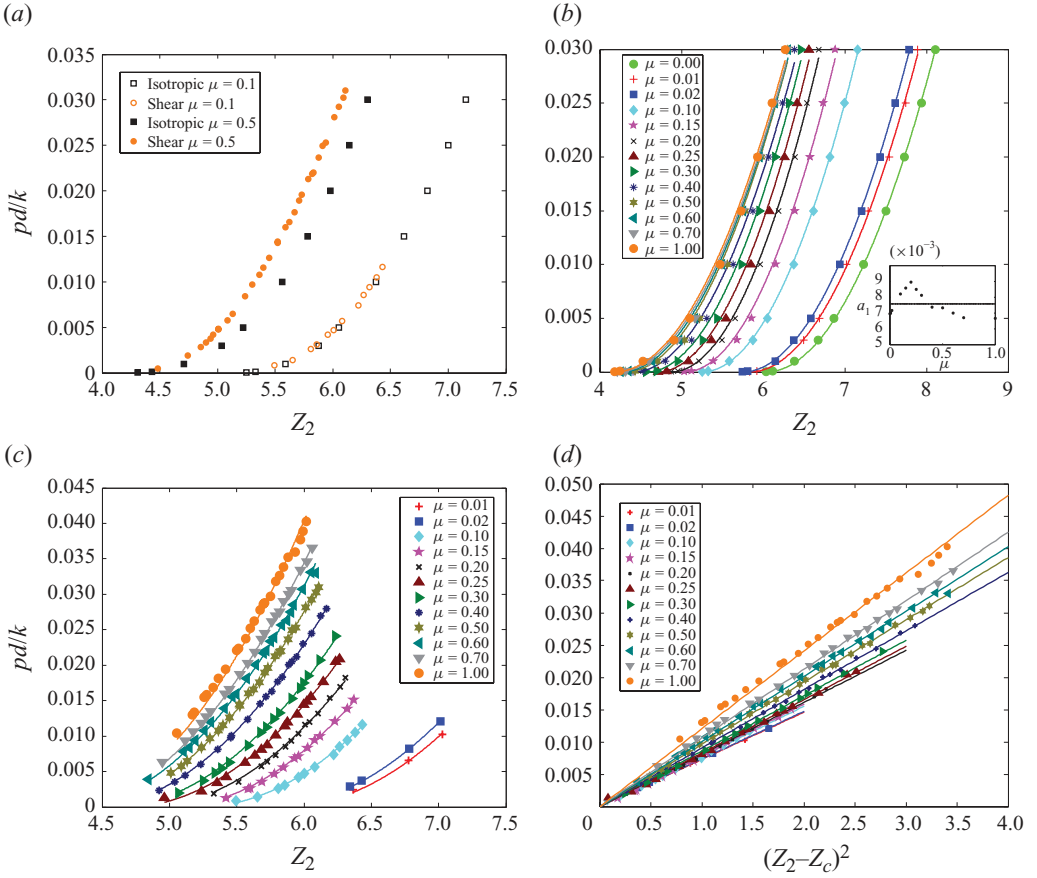 (a)
0.035
0.030
0.025
0.020
0.015
0.010
0.005
0
pd/k
Isotropic μ = 0.1
Shear μ = 0.1
Isotropic μ = 0.5
Shear μ = 0.5
4.0 4.5 5.0 5.5 6.0 6.5 7.0 7.5
Z₂
(b)
0.030
0.025
0.020
0.015
0.010
0.005
0
μ = 0.00
μ = 0.01
μ = 0.02
μ = 0.10
μ = 0.15
μ = 0.20
μ = 0.25
μ = 0.30
μ = 0.40
μ = 0.50
μ = 0.60
μ = 0.70
μ = 1.00
(×10⁻³)
9
8
7
6
5
a₁
0 0.5 1.0
μ
4 5 6 7 8 9
Z₂
(c)
0.045
0.040
0.035
0.030
0.025
0.020
0.015
0.010
0.005
0
pd/k
μ = 0.01
μ = 0.02
μ = 0.10
μ = 0.15
μ = 0.20
μ = 0.25
μ = 0.30
μ = 0.40
μ = 0.50
μ = 0.60
μ = 0.70
μ = 1.00
4.5 5.0 5.5 6.0 6.5 7.0 7.5
Z₂
(d)
0.050
0.045
0.040
0.035
0.030
0.025
0.020
0.015
0.010
0.005
μ = 0.01
μ = 0.02
μ = 0.10
μ = 0.15
μ = 0.20
μ = 0.25
μ = 0.30
μ = 0.40
μ = 0.50
μ = 0.60
μ = 0.70
μ = 1.00
0.00 0.5 1.0 1.5 2.0 2.5 3.0 3.5 4.0
(Z₂–Z_c)²